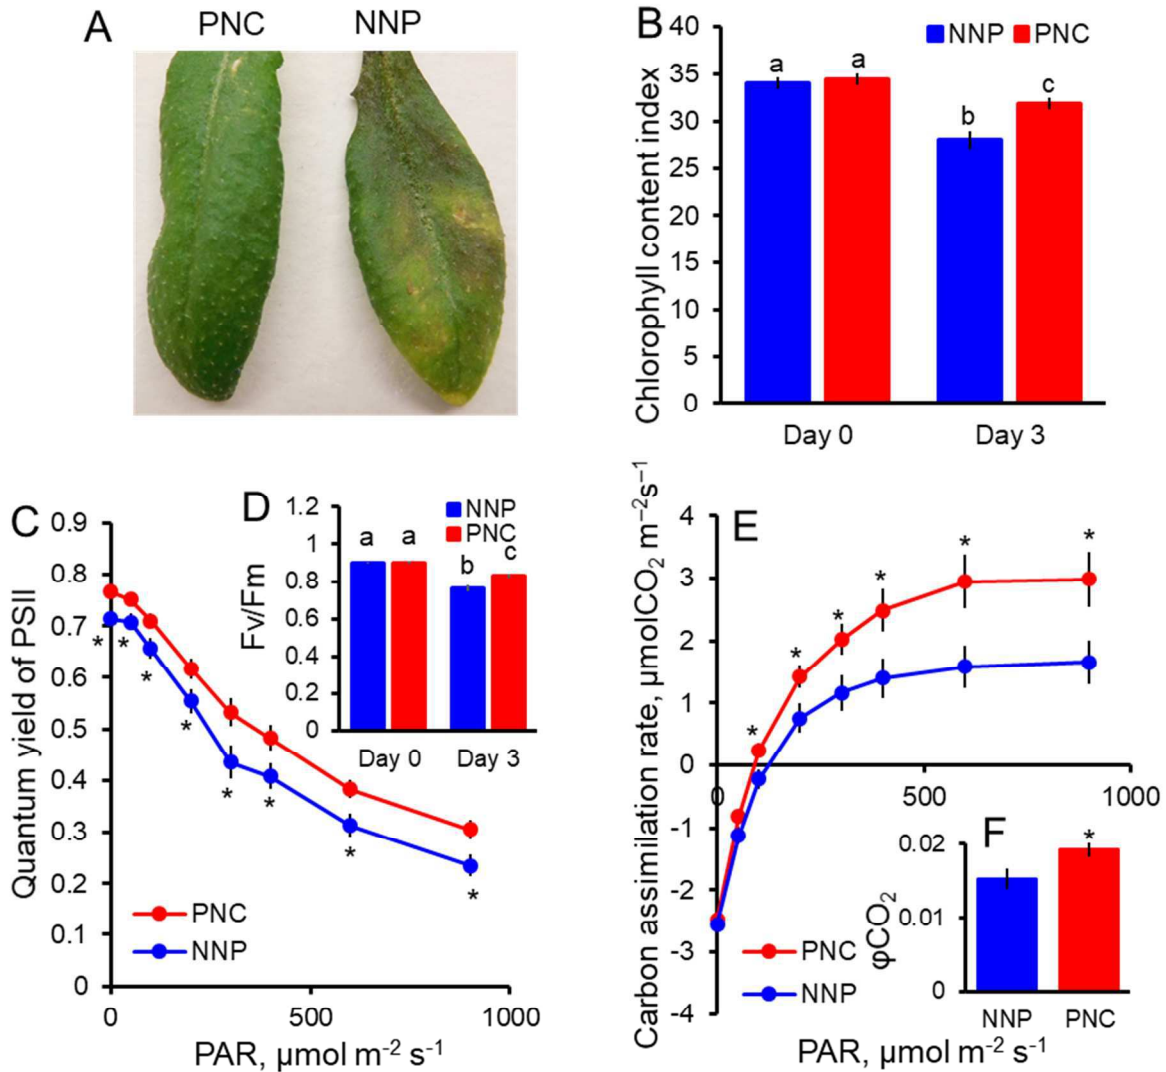 A
PNC
NNP
B
NNP
PNC
Chlorophyll content index
40
35
30
25
20
15
10
5
0
a
a
b
c
Day 0
Day 3
C
Quantum yield of PSII
0.9
0.8
0.7
0.6
0.5
0.4
0.3
0.2
0.1
0
* * * * * * * *
PNC
NNP
0
500
1000
PAR, μmol m⁻² s⁻¹
D
Fv/Fm
1.2
1
0.8
0.6
0.4
0.2
0
NNP
PNC
a
a
b
c
Day 0
Day 3
E
Carbon assimilation rate, μmolCO₂ m⁻²s⁻¹
4
3
2
1
0
-1
-2
-3
-4
* * * * * *
0
500
1000
PNC
NNP
PAR, μmol m⁻² s⁻¹
F
φCO₂
0.02
0.01
0
*
NNP
PNC